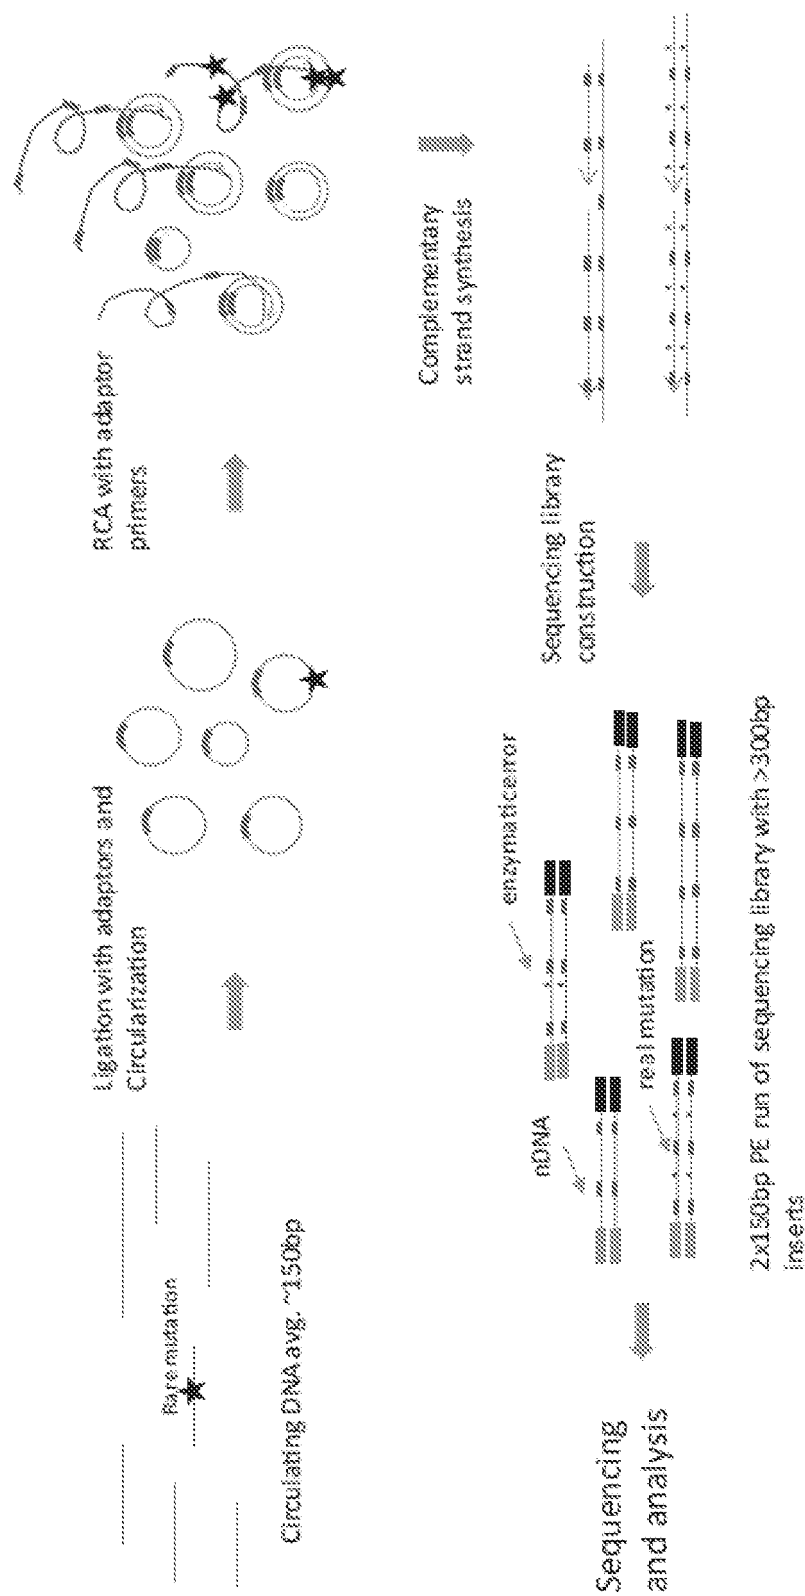 Rare mutation
Circulating DNA avg. ~150bp
Ligation with adaptors and
Circularization
RCA with adaptor
primers
Complementary
strand synthesis
Sequencing library
construction
enzymatic error
nDNA
real mutation
2x150bp PE run of sequencing library with >300bp
inserts
Sequencing
and analysis